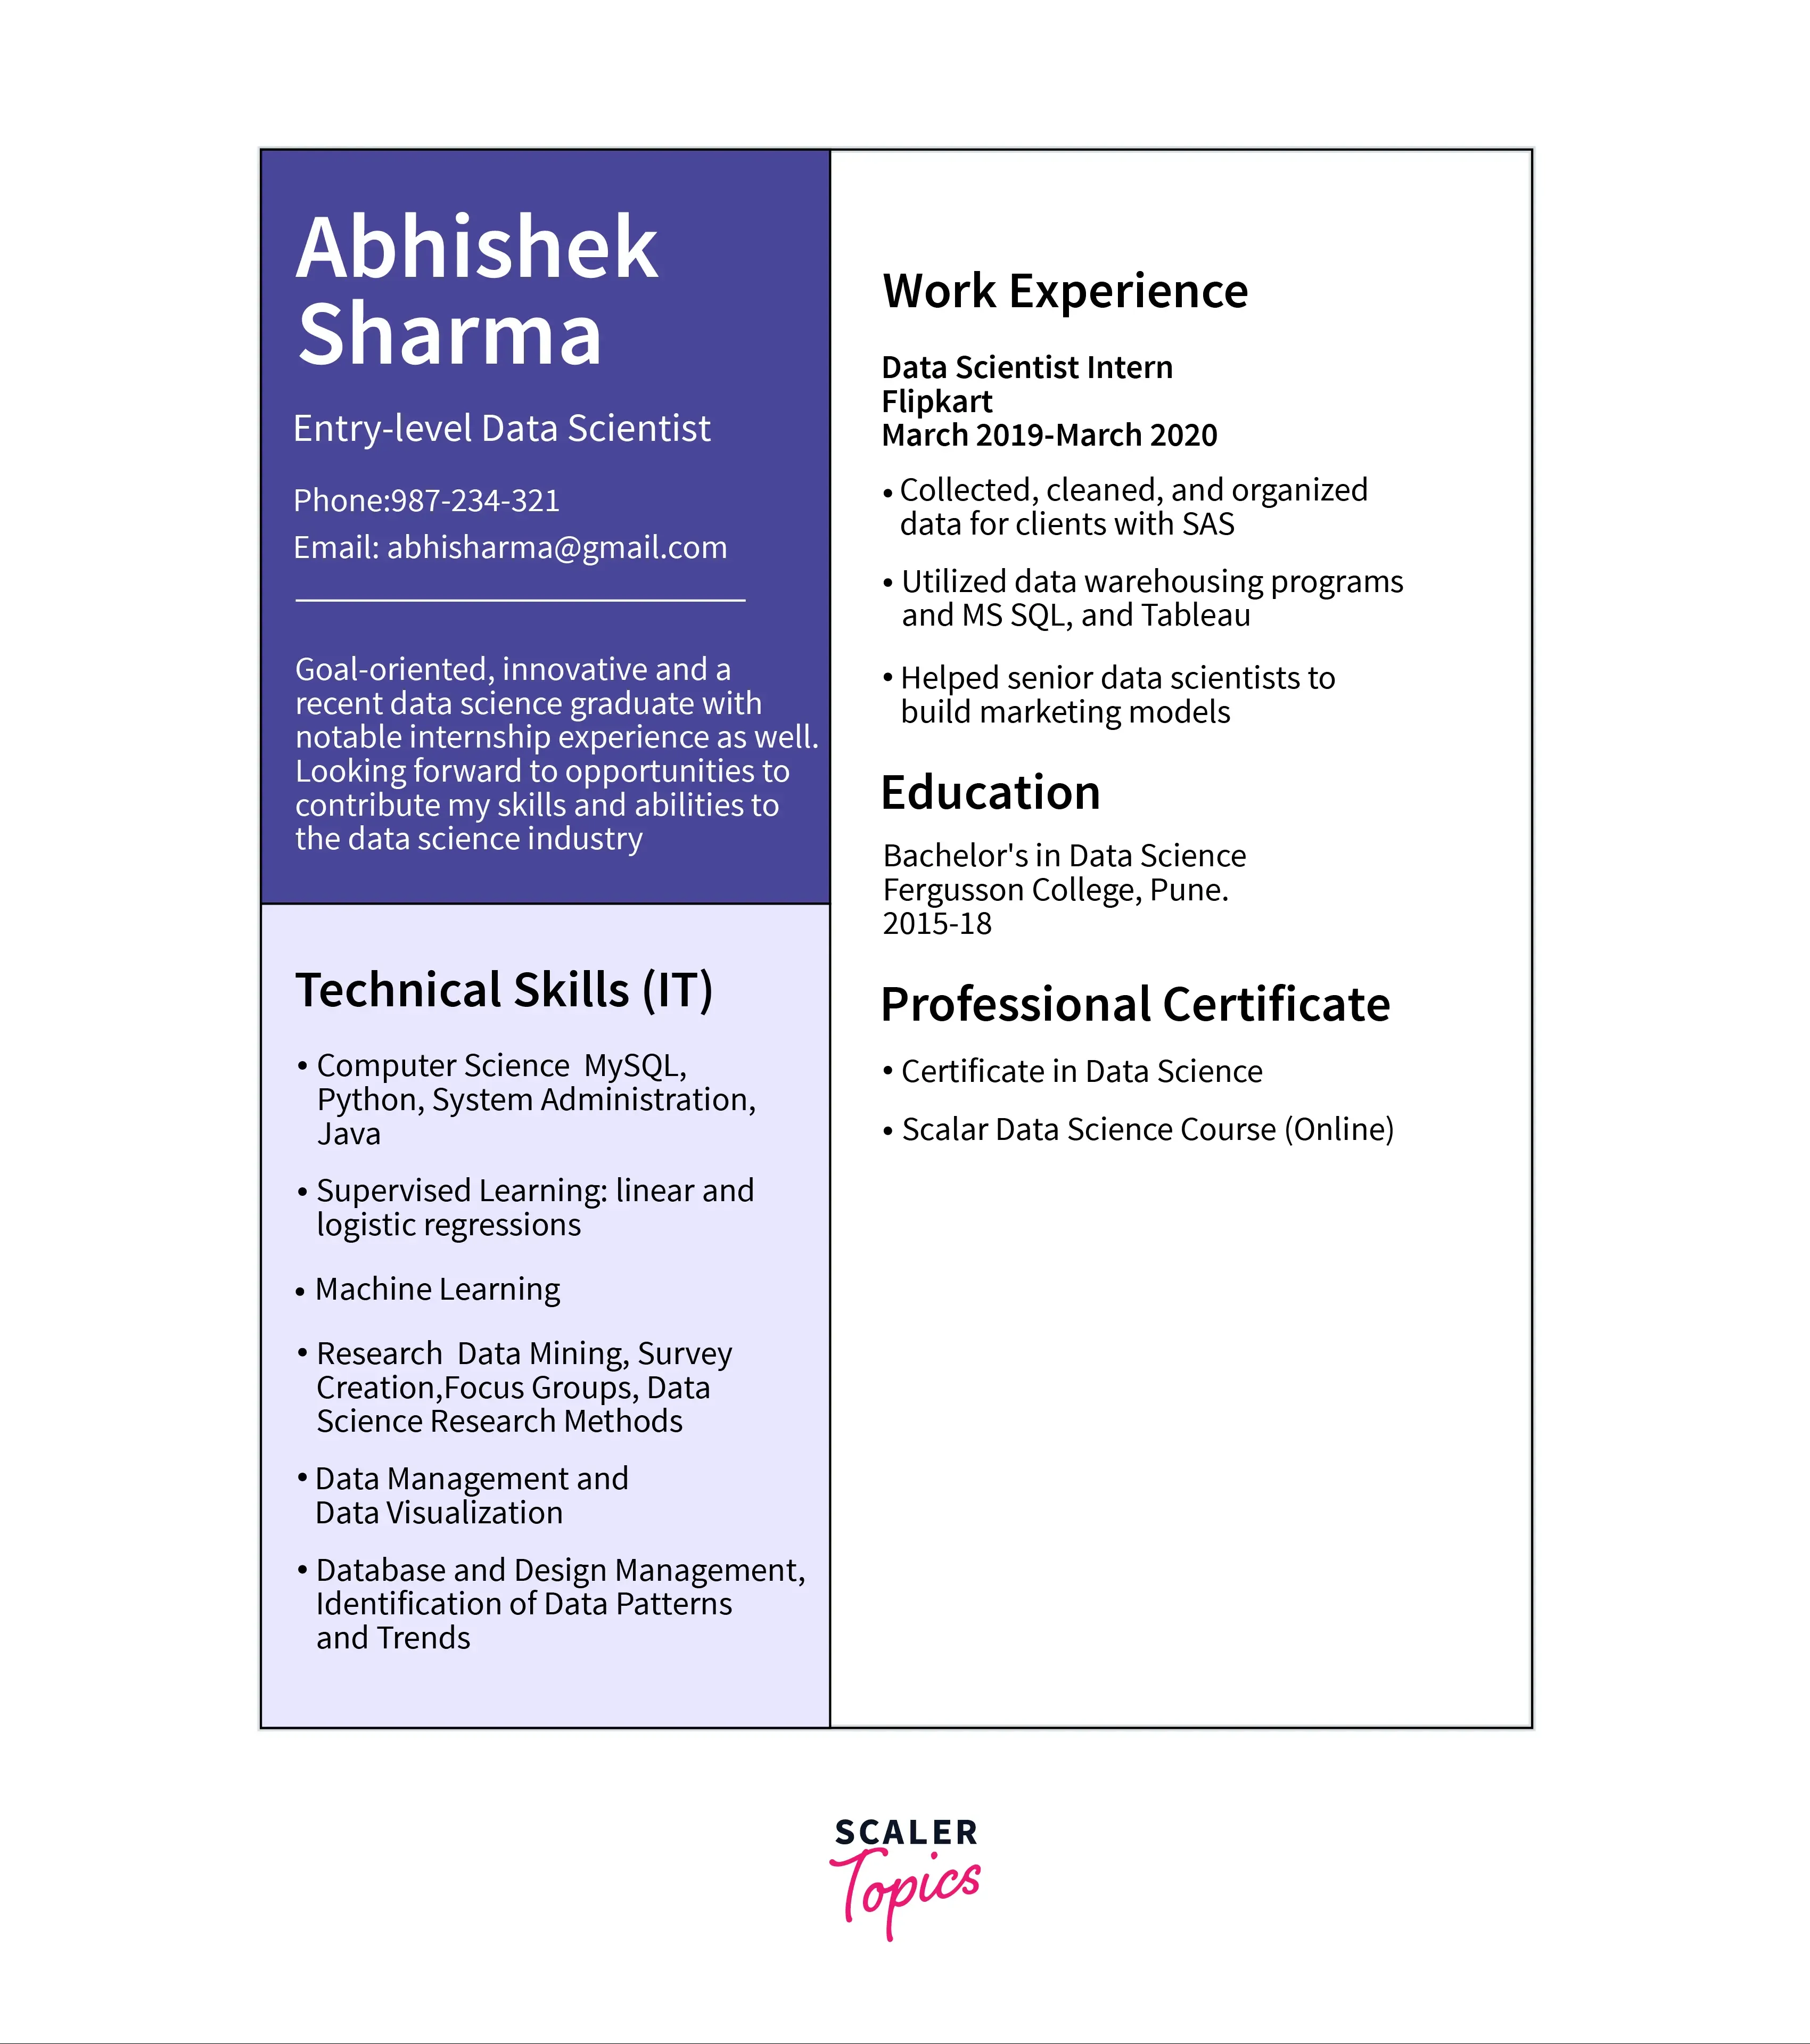 Abhishek
Sharma
Entry-level Data Scientist
Phone:987-234-321
Email: abhisharma@gmail.com
Goal-oriented, innovative and a
recent data science graduate with
notable internship experience as well.
Looking forward to opportunities to
contribute my skills and abilities to
the data science industry
Technical Skills (IT)
• Computer Science  MySQL,
Python, System Administration,
Java
• Supervised Learning: linear and
logistic regressions
• Machine Learning
• Research  Data Mining, Survey
Creation,Focus Groups, Data
Science Research Methods
• Data Management and
Data Visualization
• Database and Design Management,
Identification of Data Patterns
and Trends
Work Experience
Data Scientist Intern
Flipkart
March 2019-March 2020
• Collected, cleaned, and organized
data for clients with SAS
• Utilized data warehousing programs
and MS SQL, and Tableau
• Helped senior data scientists to
build marketing models
Education
Bachelor's in Data Science
Fergusson College, Pune.
2015-18
Professional Certificate
• Certificate in Data Science
• Scalar Data Science Course (Online)
SCALER
Topics